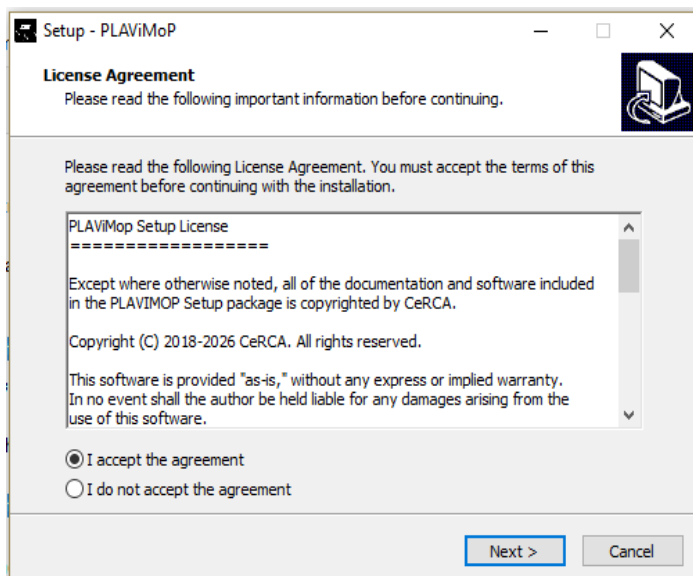 Setup - PLAViMoP
License Agreement
Please read the following important information before continuing.
Please read the following License Agreement. You must accept the terms of this
agreement before continuing with the installation.
PLAViMop Setup License
==================
Except where otherwise noted, all of the documentation and software included
in the PLAVIMOP Setup package is copyrighted by CeRCA.
Copyright (C) 2018-2026 CeRCA. All rights reserved.
This software is provided "as-is," without any express or implied warranty.
In no event shall the author be held liable for any damages arising from the
use of this software.
I accept the agreement
I do not accept the agreement
Next >
Cancel